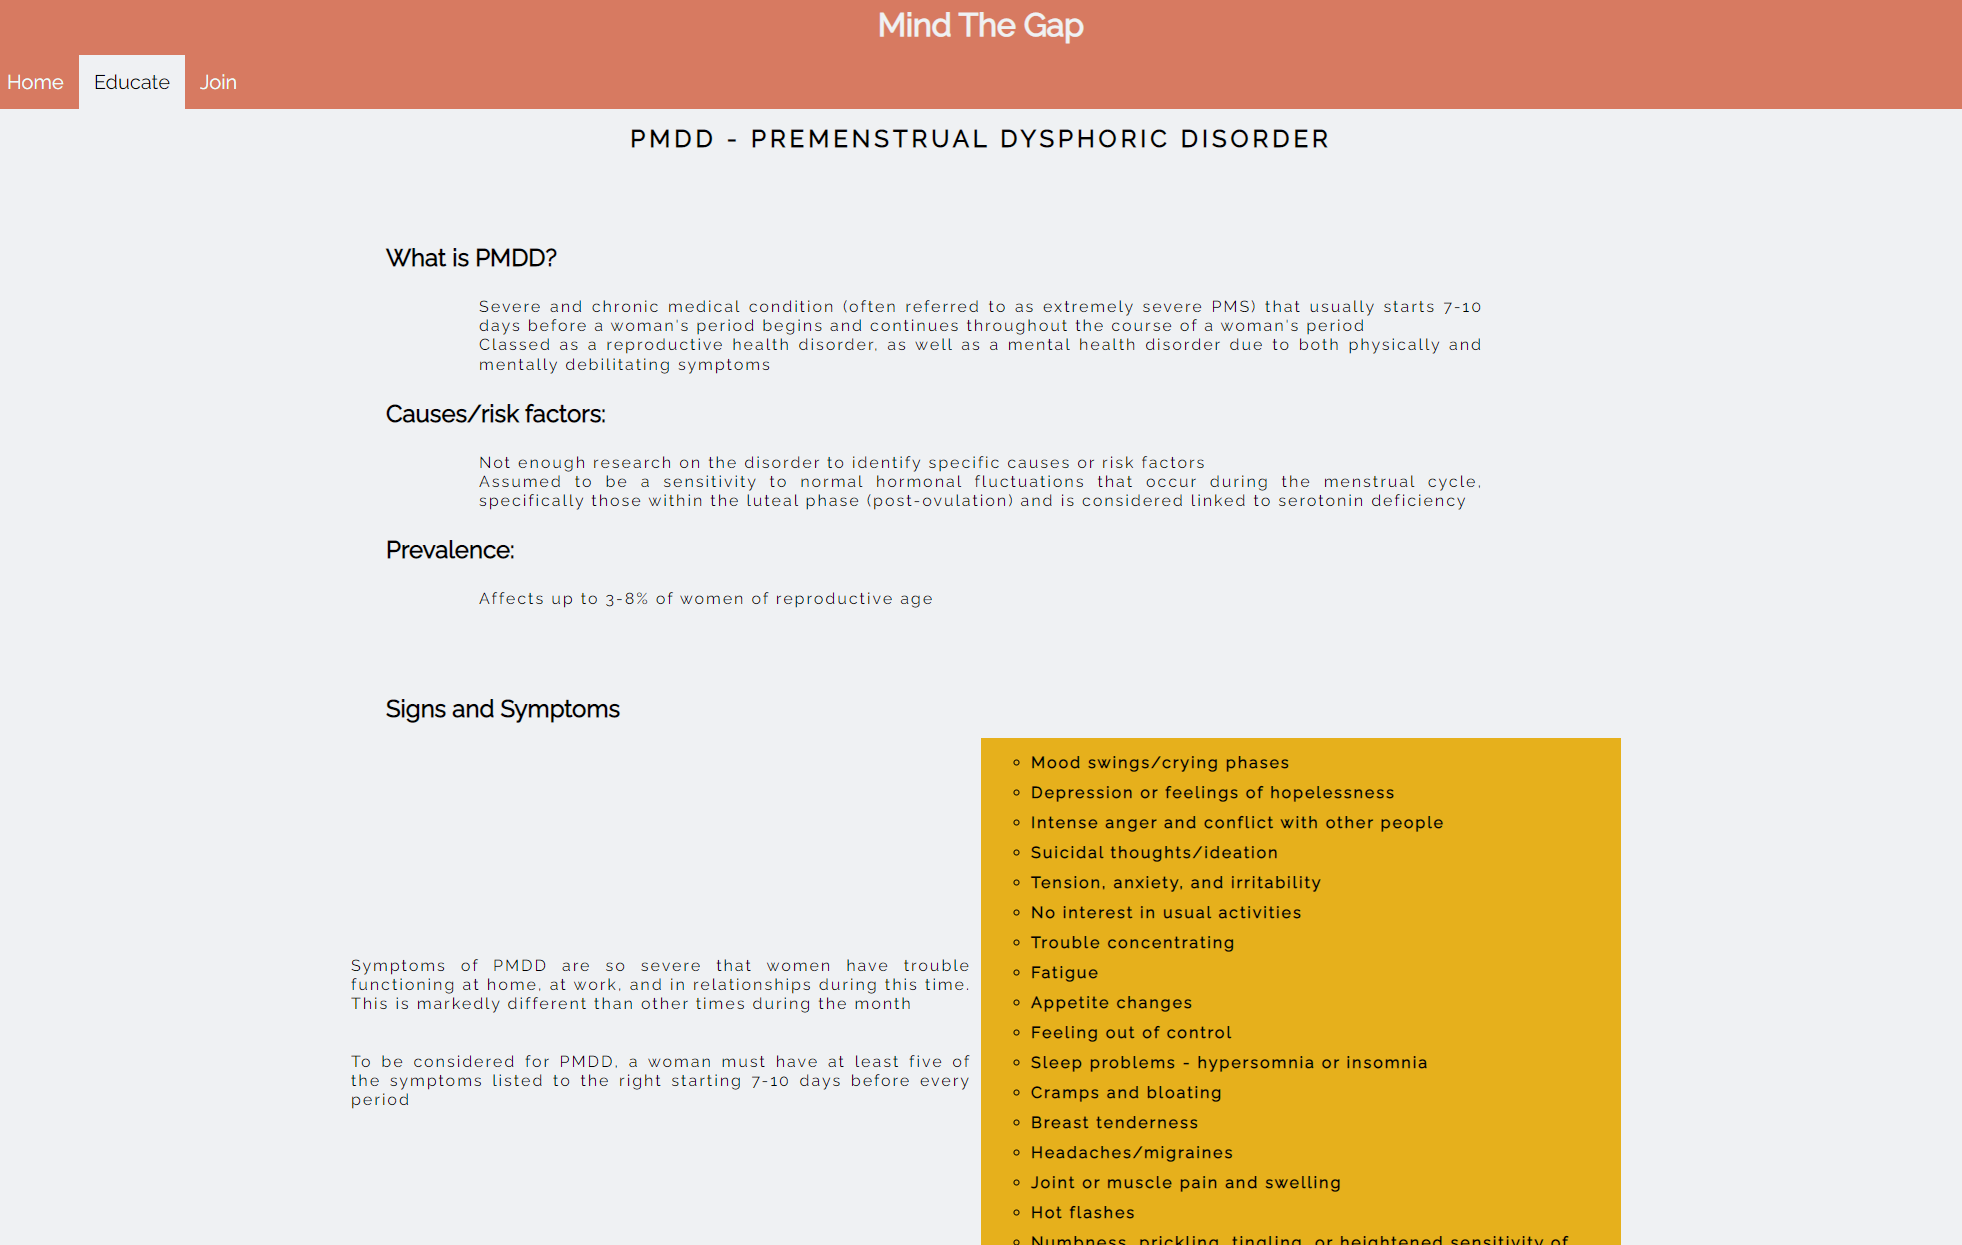 Mind The Gap
Home Educate Join
PMDD - PREMENSTRUAL DYSPHORIC DISORDER
What is PMDD?
Severe and chronic medical condition (often referred to as extremely severe PMS) that usually starts 7-10
days before a woman's period begins and continues throughout the course of a woman's period
Classed as a reproductive health disorder, as well as a mental health disorder due to both physically and
mentally debilitating symptoms
Causes/risk factors:
Not enough research on the disorder to identify specific causes or risk factors
Assumed to be a sensitivity to normal hormonal fluctuations that occur during the menstrual cycle,
specifically those within the luteal phase (post-ovulation) and is considered linked to serotonin deficiency
Prevalence:
Affects up to 3-8% of women of reproductive age
Signs and Symptoms
Symptoms of PMDD are so severe that women have trouble
functioning at home, at work, and in relationships during this time.
This is markedly different than other times during the month
To be considered for PMDD, a woman must have at least five of
the symptoms listed to the right starting 7-10 days before every
period
Mood swings/crying phases
Depression or feelings of hopelessness
Intense anger and conflict with other people
Suicidal thoughts/ideation
Tension, anxiety, and irritability
No interest in usual activities
Trouble concentrating
Fatigue
Appetite changes
Feeling out of control
Sleep problems - hypersomnia or insomnia
Cramps and bloating
Breast tenderness
Headaches/migraines
Joint or muscle pain and swelling
Hot flashes
Numbness, prickling, tingling, or heightened sensitivity of